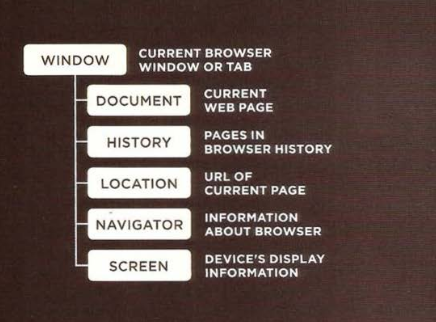 WINDOW
CURRENT BROWSER
WINDOW OR TAB
DOCUMENT
CURRENT
WEB PAGE
HISTORY
PAGES IN
BROWSER HISTORY
LOCATION
URL OF
CURRENT PAGE
NAVIGATOR
INFORMATION
ABOUT BROWSER
SCREEN
DEVICE'S DISPLAY
INFORMATION